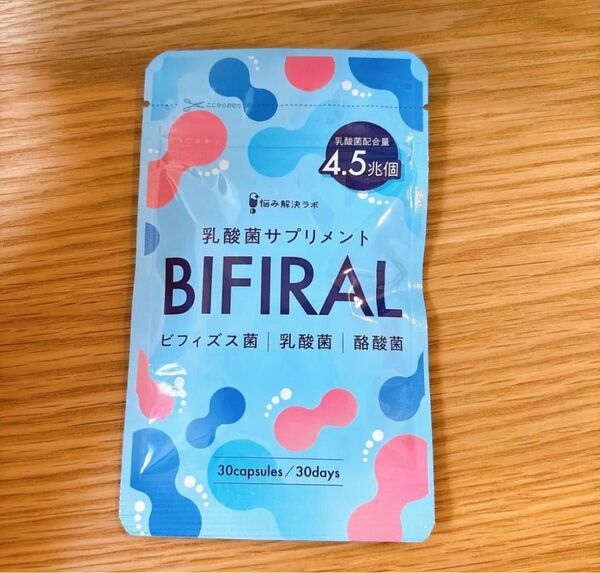 ここからお切りください
乳酸菌配合量
4.5兆個
悩み解決ラボ
乳酸菌サプリメント
BIFIRAL
ビフィズス菌｜乳酸菌｜酪酸菌
30capsules/30days